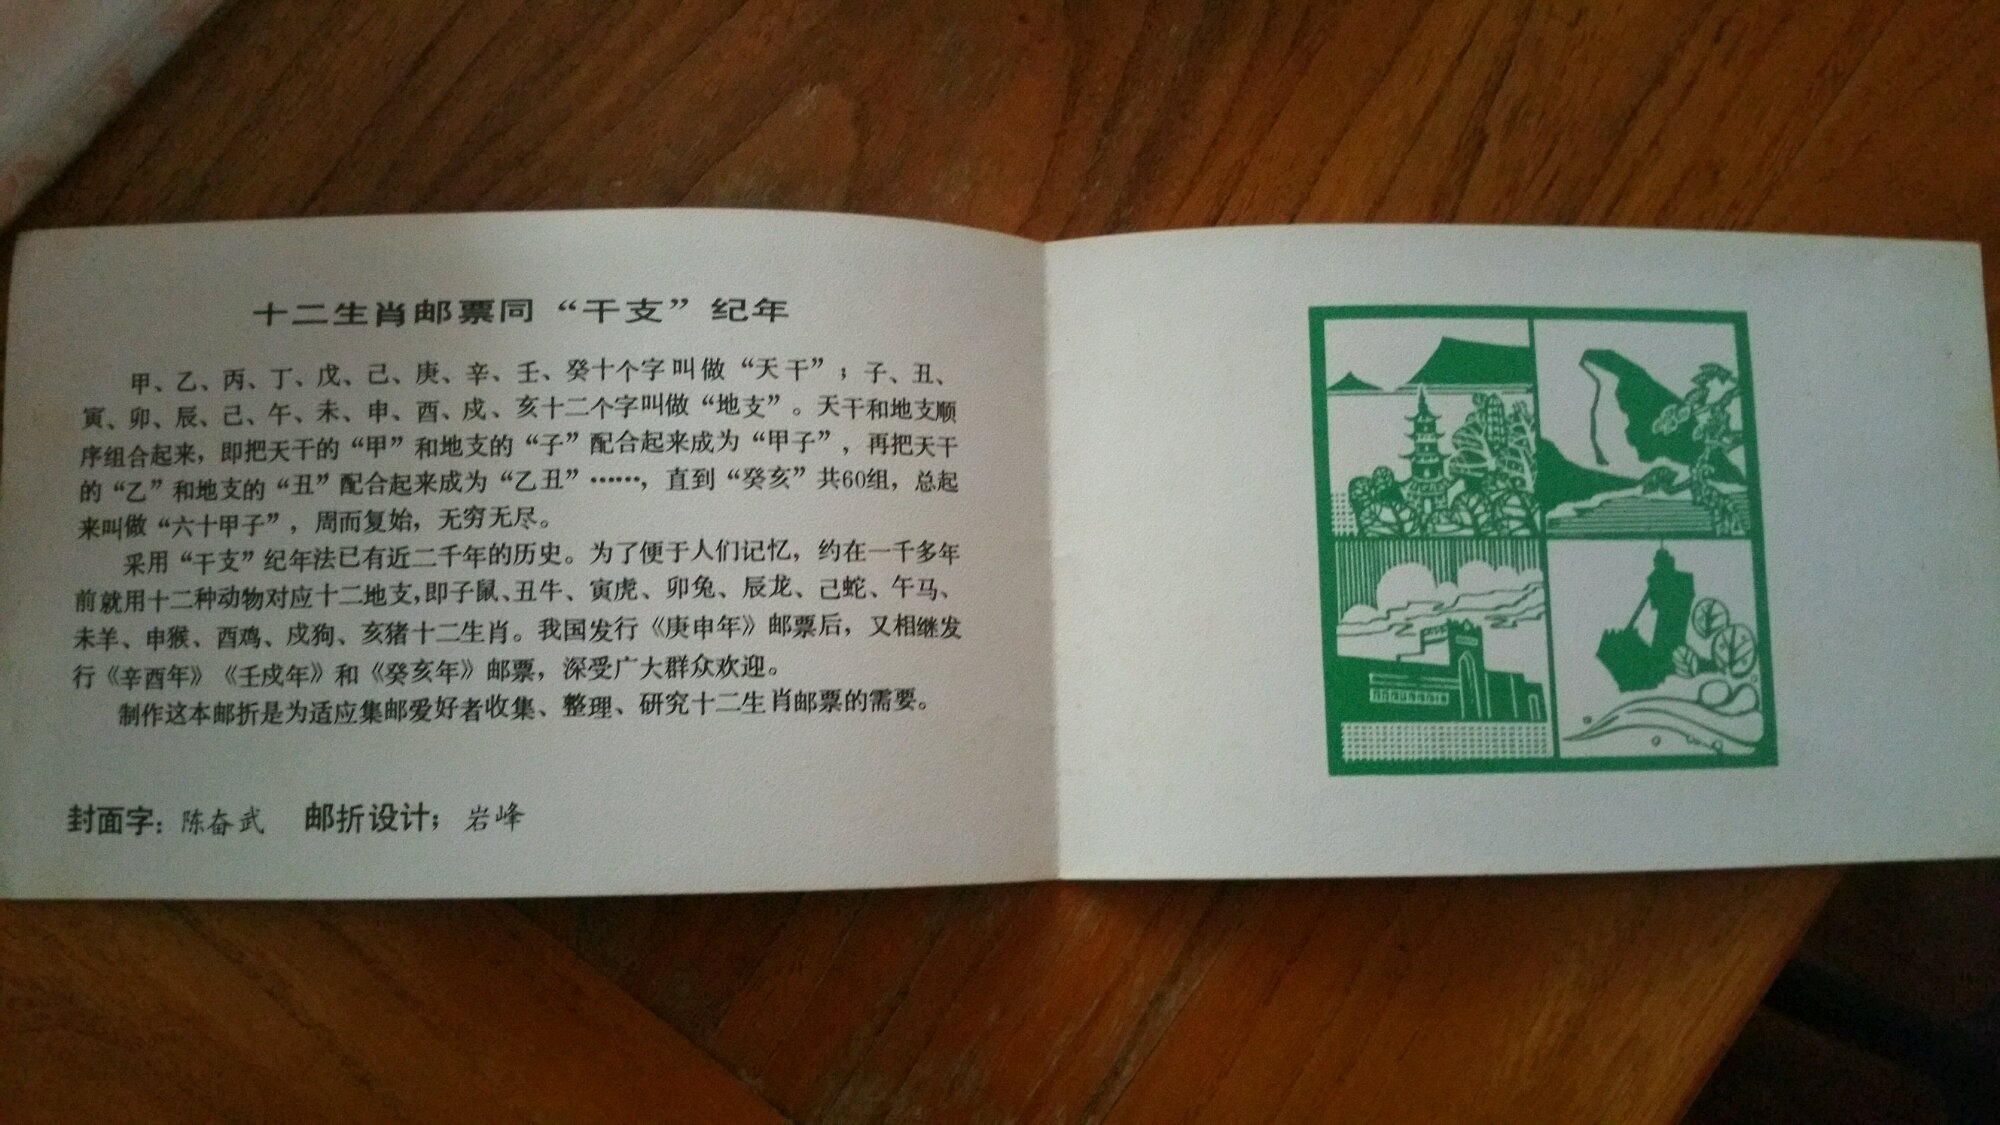 十二生肖邮票同“干支”纪年
甲、乙、丙、丁、戊、己、庚、辛、壬、癸十个字叫做“天干”；子、丑、
寅、卯、辰、己、午、未、申、酉、戌、亥十二个字叫做“地支”。天干和地支顺
序组合起来，即把天干的“甲”和地支的“子”配合起来成为“甲子”，再把天干
的“乙”和地支的“丑”配合起来成为“乙丑”……，直到“癸亥”共60组，总起
来叫做“六十甲子”，周而复始，无穷无尽。
采用“干支”纪年法已有近二千年的历史。为了便于人们记忆，约在一千多年
前就用十二种动物对应十二地支，即子鼠、丑牛、寅虎、卯兔、辰龙、己蛇、午马、
未羊、申猴、酉鸡、戌狗、亥猪十二生肖。我国发行《庚申年》邮票后，又相继发
行《辛酉年》《壬戌年》和《癸亥年》邮票，深受广大群众欢迎。
制作这本邮折是为适应集邮爱好者收集、整理、研究十二生肖邮票的需要。
封面字：陈奋武 邮折设计；岩峰